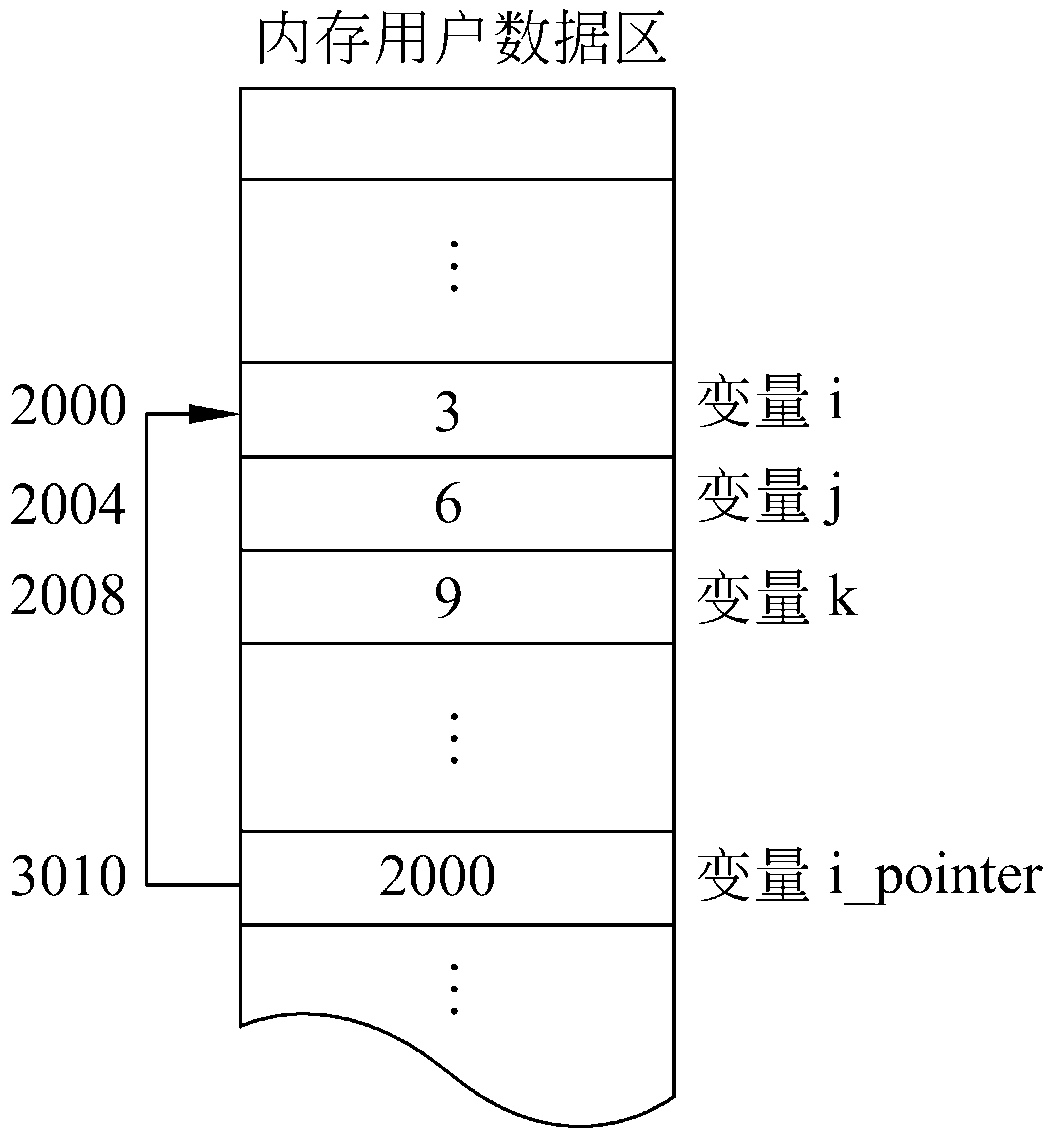 内存用户数据区
⋮
2000 3 变量 i
2004 6 变量 j
2008 9 变量 k
⋮
3010 2000 变量 i_pointer
⋮